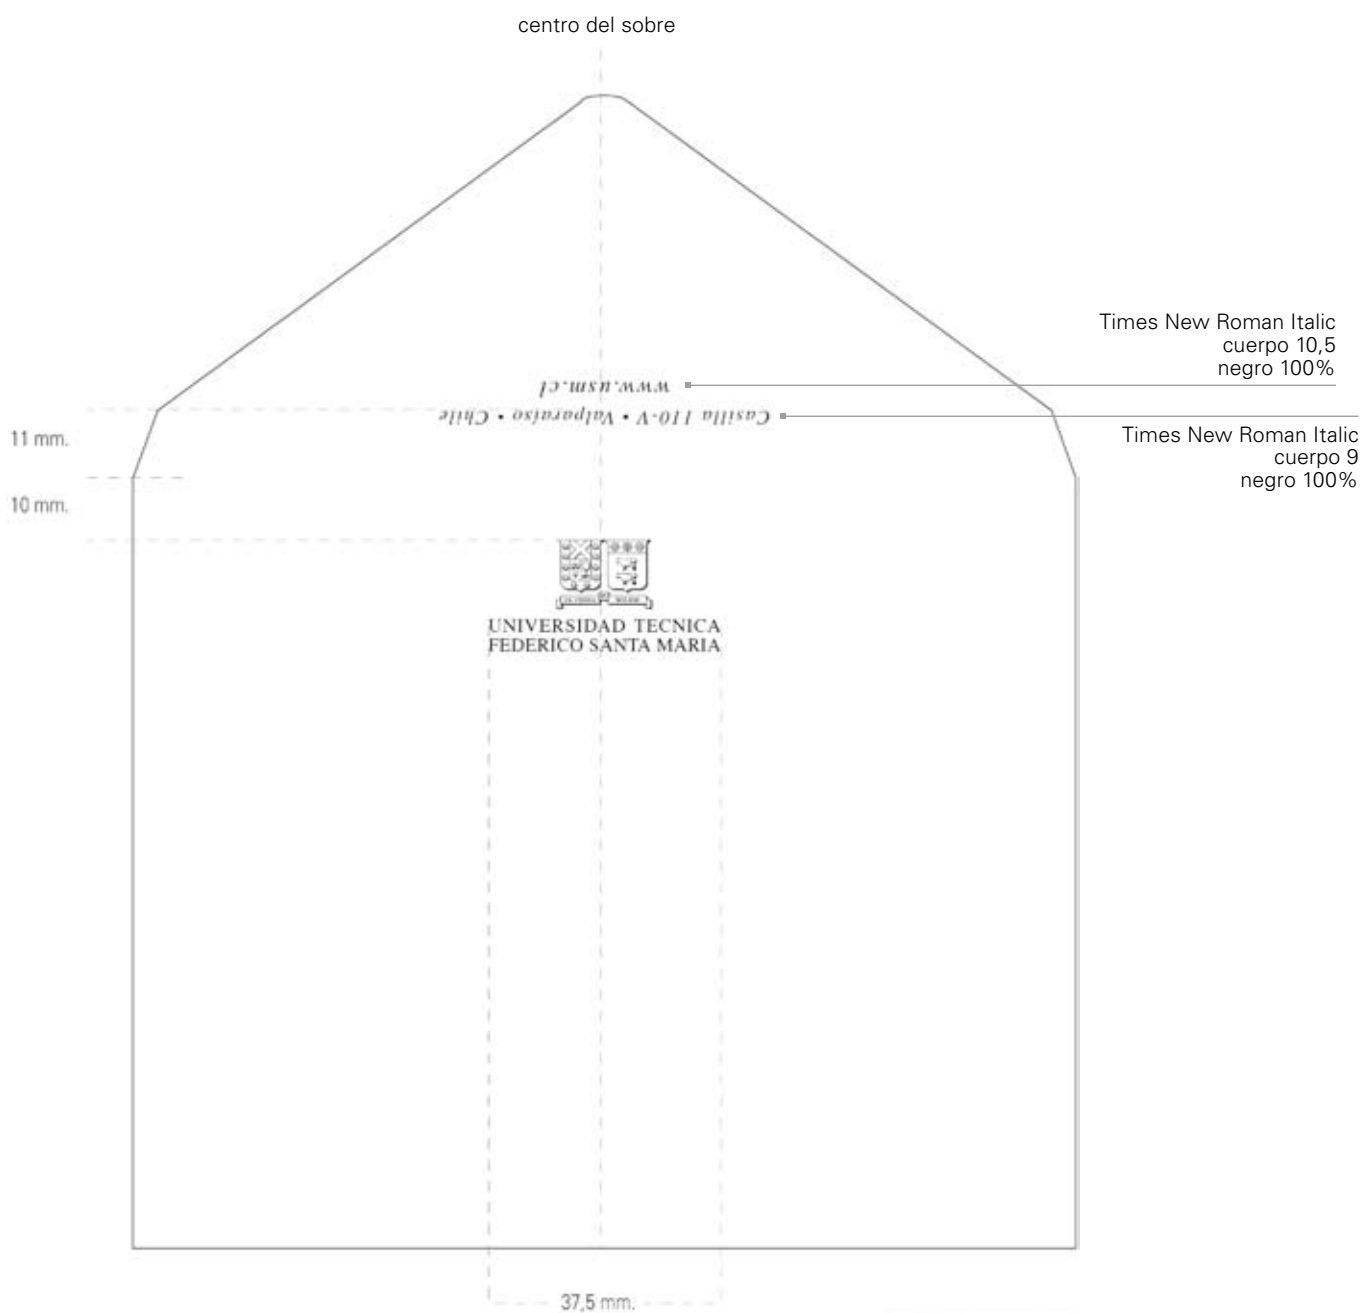 centro del sobre
Times New Roman Italic
cuerpo 10,5
negro 100%
www.usm.cl
Casilla 110-V • Valparaíso • Chile
11 mm.
Times New Roman Italic
cuerpo 9
negro 100%
10 mm.
UNIVERSIDAD TECNICA
FEDERICO SANTA MARIA
37,5 mm.